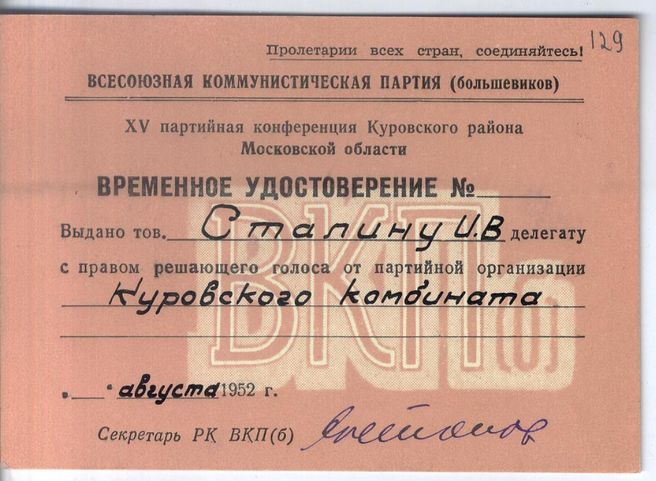 129
Пролетарии всех стран, соединяйтесь!
ВСЕСОЮЗНАЯ КОММУНИСТИЧЕСКАЯ ПАРТИЯ (большевиков)
XV партийная конференция Куровского района
Московской области
ВРЕМЕННОЕ УДОСТОВЕРЕНИЕ №
Выдано тов. Сталину И.В делегату
с правом решающего голоса от партийной организации
Куровского комбината
ВКП(б)
„ “ августа 1952 г.
Секретарь РК ВКП(б)